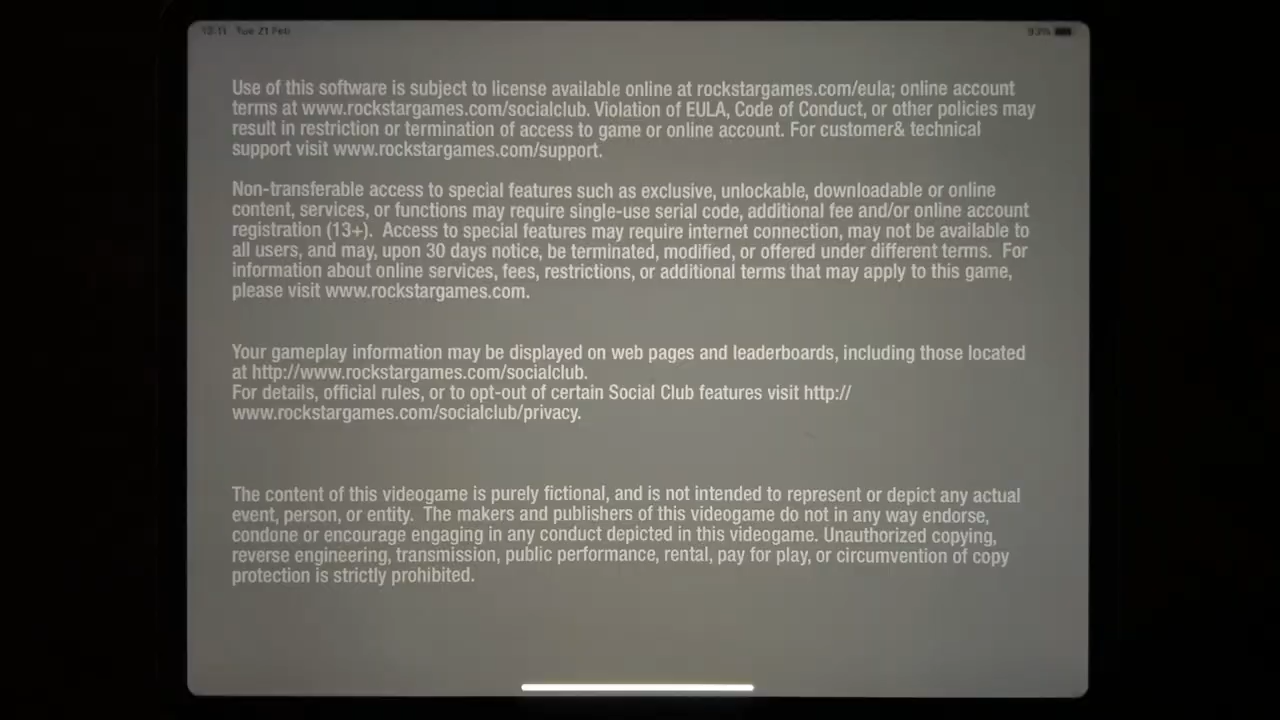 Tue 21 Feb
93%
Use of this software is subject to license available online at rockstargames.com/eula; online account
terms at www.rockstargames.com/socialclub. Violation of EULA, Code of Conduct, or other policies may
result in restriction or termination of access to game or online account. For customer& technical
support visit www.rockstargames.com/support.
Non-transferable access to special features such as exclusive, unlockable, downloadable or online
content, services, or functions may require single-use serial code, additional fee and/or online account
registration (13+). Access to special features may require internet connection, may not be available to
all users, and may, upon 30 days notice, be terminated, modified, or offered under different terms. For
information about online services, fees, restrictions, or additional terms that may apply to this game,
please visit www.rockstargames.com.
Your gameplay information may be displayed on web pages and leaderboards, including those located
at http://www.rockstargames.com/socialclub.
For details, official rules, or to opt-out of certain Social Club features visit http://
www.rockstargames.com/socialclub/privacy.
The content of this videogame is purely fictional, and is not intended to represent or depict any actual
event, person, or entity. The makers and publishers of this videogame do not in any way endorse,
condone or encourage engaging in any conduct depicted in this videogame. Unauthorized copying,
reverse engineering, transmission, public performance, rental, pay for play, or circumvention of copy
protection is strictly prohibited.